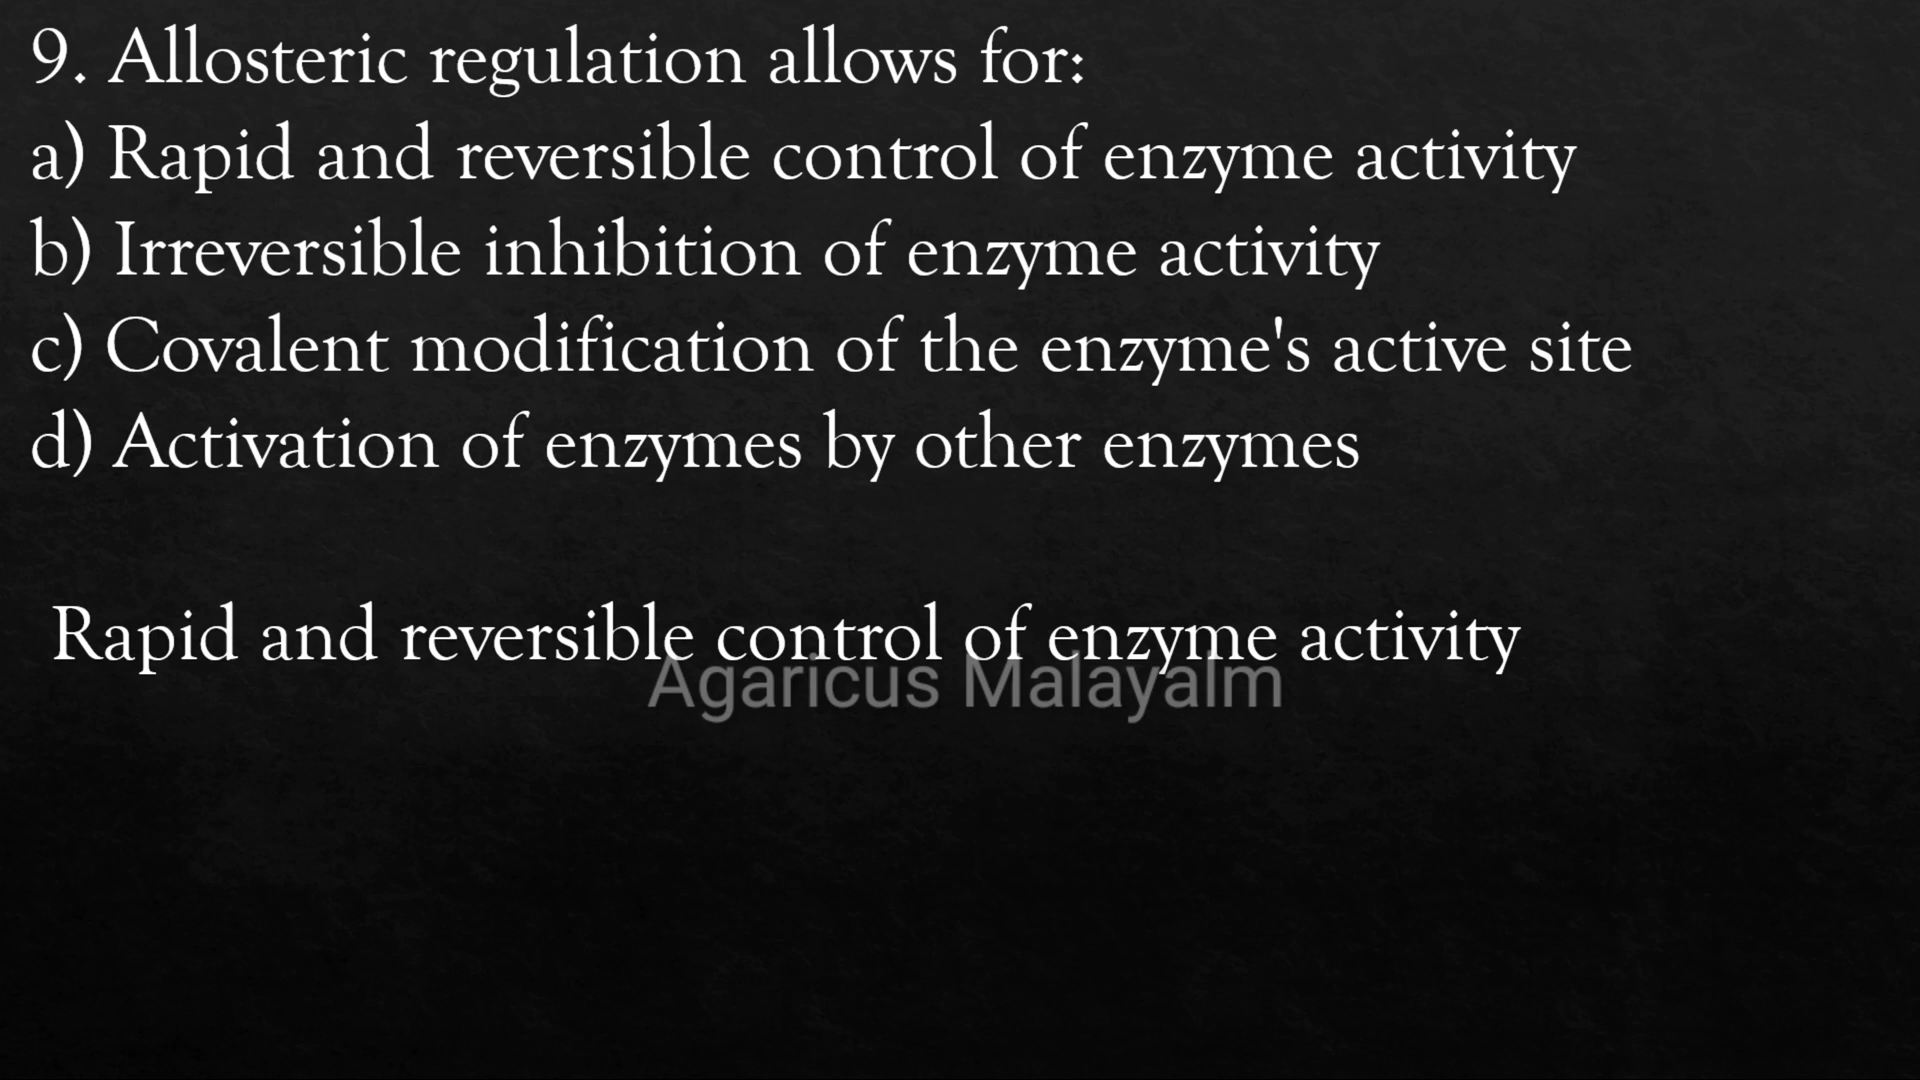 9. Allosteric regulation allows for:
a) Rapid and reversible control of enzyme activity
b) Irreversible inhibition of enzyme activity
c) Covalent modification of the enzyme's active site
d) Activation of enzymes by other enzymes
Rapid and reversible control of enzyme activity
Agaricus Malayalm